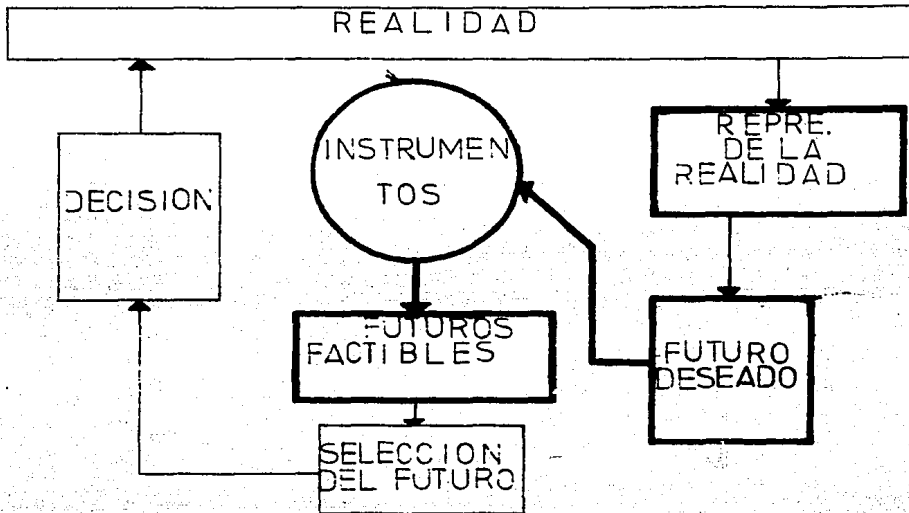 REALIDAD
INSTRUMEN
TOS
REPRE.
DE LA
REALIDAD
DECISION
FUTUROS
FACTIBLES
FUTURO
DESEADO
SELECCION
DEL FUTURO